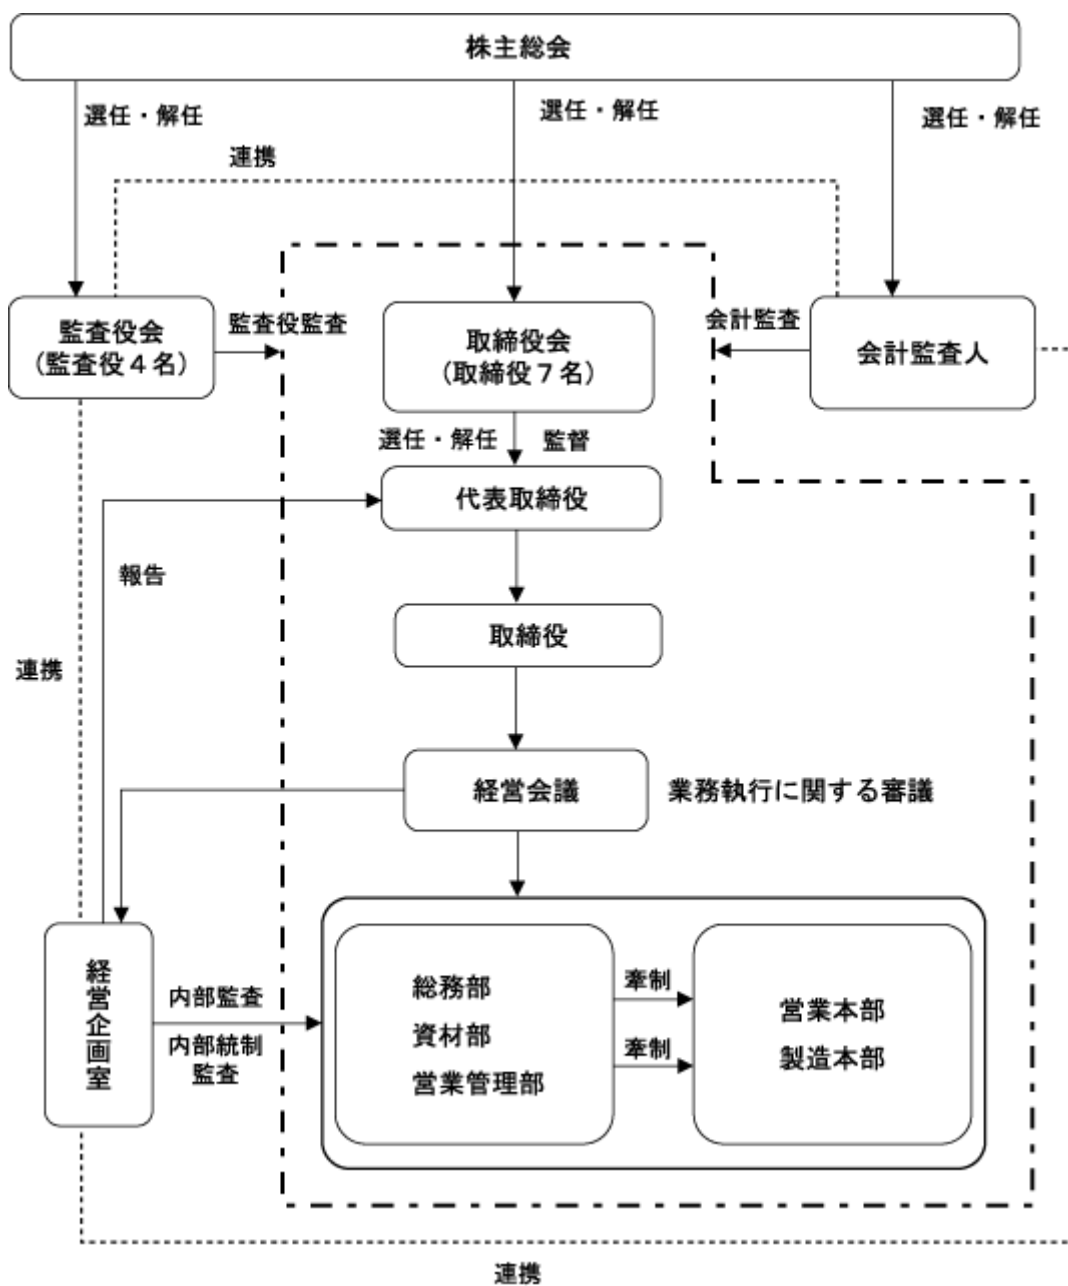 株主総会
選任・解任
選任・解任
選任・解任
連携
監査役会
（監査役４名）
監査役監査
取締役会
（取締役７名）
会計監査
会計監査人
選任・解任
監督
代表取締役
報告
取締役
連携
経営会議
業務執行に関する審議
経営企画室
内部監査
内部統制
監査
総務部
資材部
営業管理部
牽制
牽制
営業本部
製造本部
連携